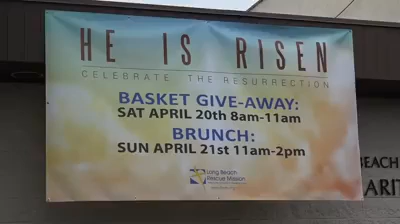 HE IS RISEN
CELEBRATE THE RESURRECTION
BASKET GIVE-AWAY:
SAT APRIL 20th 8am-11am
BRUNCH:
SUN APRIL 21st 11am-2pm
Long Beach
Rescue Mission
BEACH
ARIT